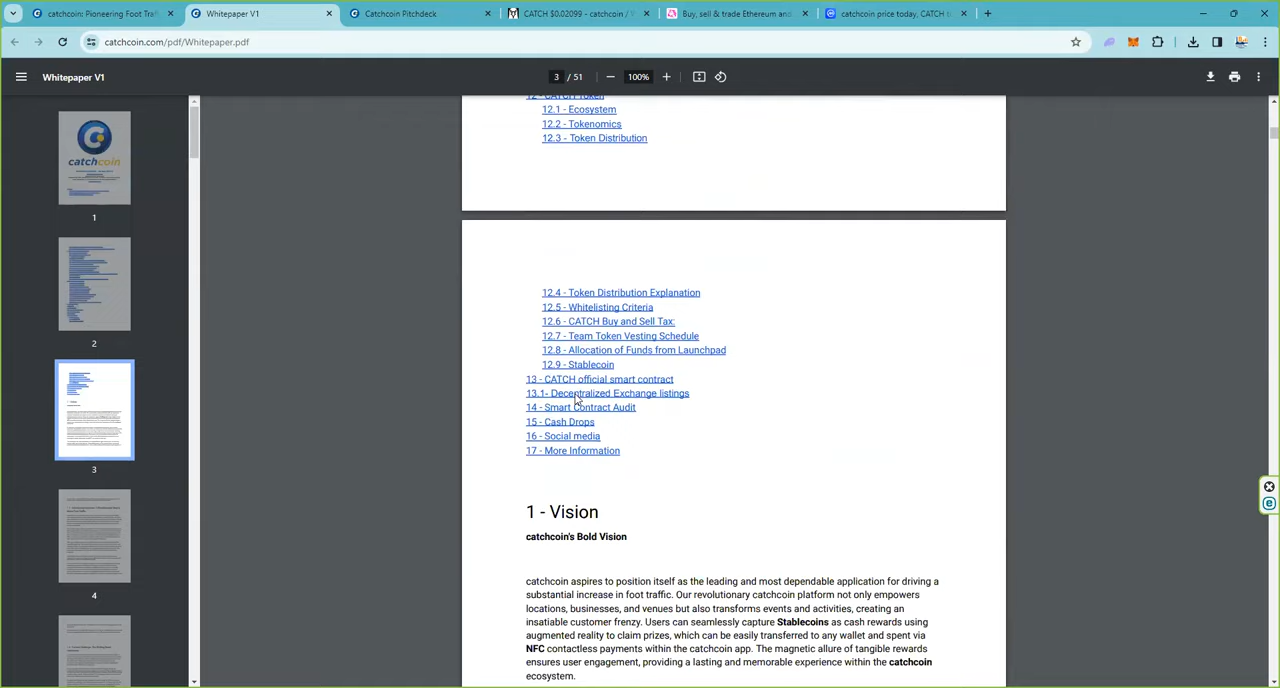 catchcoin: Pioneering Foot Traf
Whitepaper V1
Catchcoin Pitchdeck
CATCH $0.02099 - catchcoin / W
Buy, sell & trade Ethereum and
catchcoin price today, CATCH to
catchcoin.com/pdf/Whitepaper.pdf
Whitepaper V1
3 / 51
100%
catchcoin
1
2
3
4
12 - CATCH Token
12.1 - Ecosystem
12.2 - Tokenomics
12.3 - Token Distribution
12.4 - Token Distribution Explanation
12.5 - Whitelisting Criteria
12.6 - CATCH Buy and Sell Tax:
12.7 - Team Token Vesting Schedule
12.8 - Allocation of Funds from Launchpad
12.9 - Stablecoin
13 - CATCH official smart contract
13.1- Decentralized Exchange listings
14 - Smart Contract Audit
15 - Cash Drops
16 - Social media
17 - More Information
1 - Vision
catchcoin's Bold Vision
catchcoin aspires to position itself as the leading and most dependable application for driving a
substantial increase in foot traffic. Our revolutionary catchcoin platform not only empowers
locations, businesses, and venues but also transforms events and activities, creating an
insatiable customer frenzy. Users can seamlessly capture Stablecoins as cash rewards using
augmented reality to claim prizes, which can be easily transferred to any wallet and spent via
NFC contactless payments within the catchcoin app. The magnetic allure of tangible rewards
ensures user engagement, providing a lasting and memorable experience within the catchcoin
ecosystem.